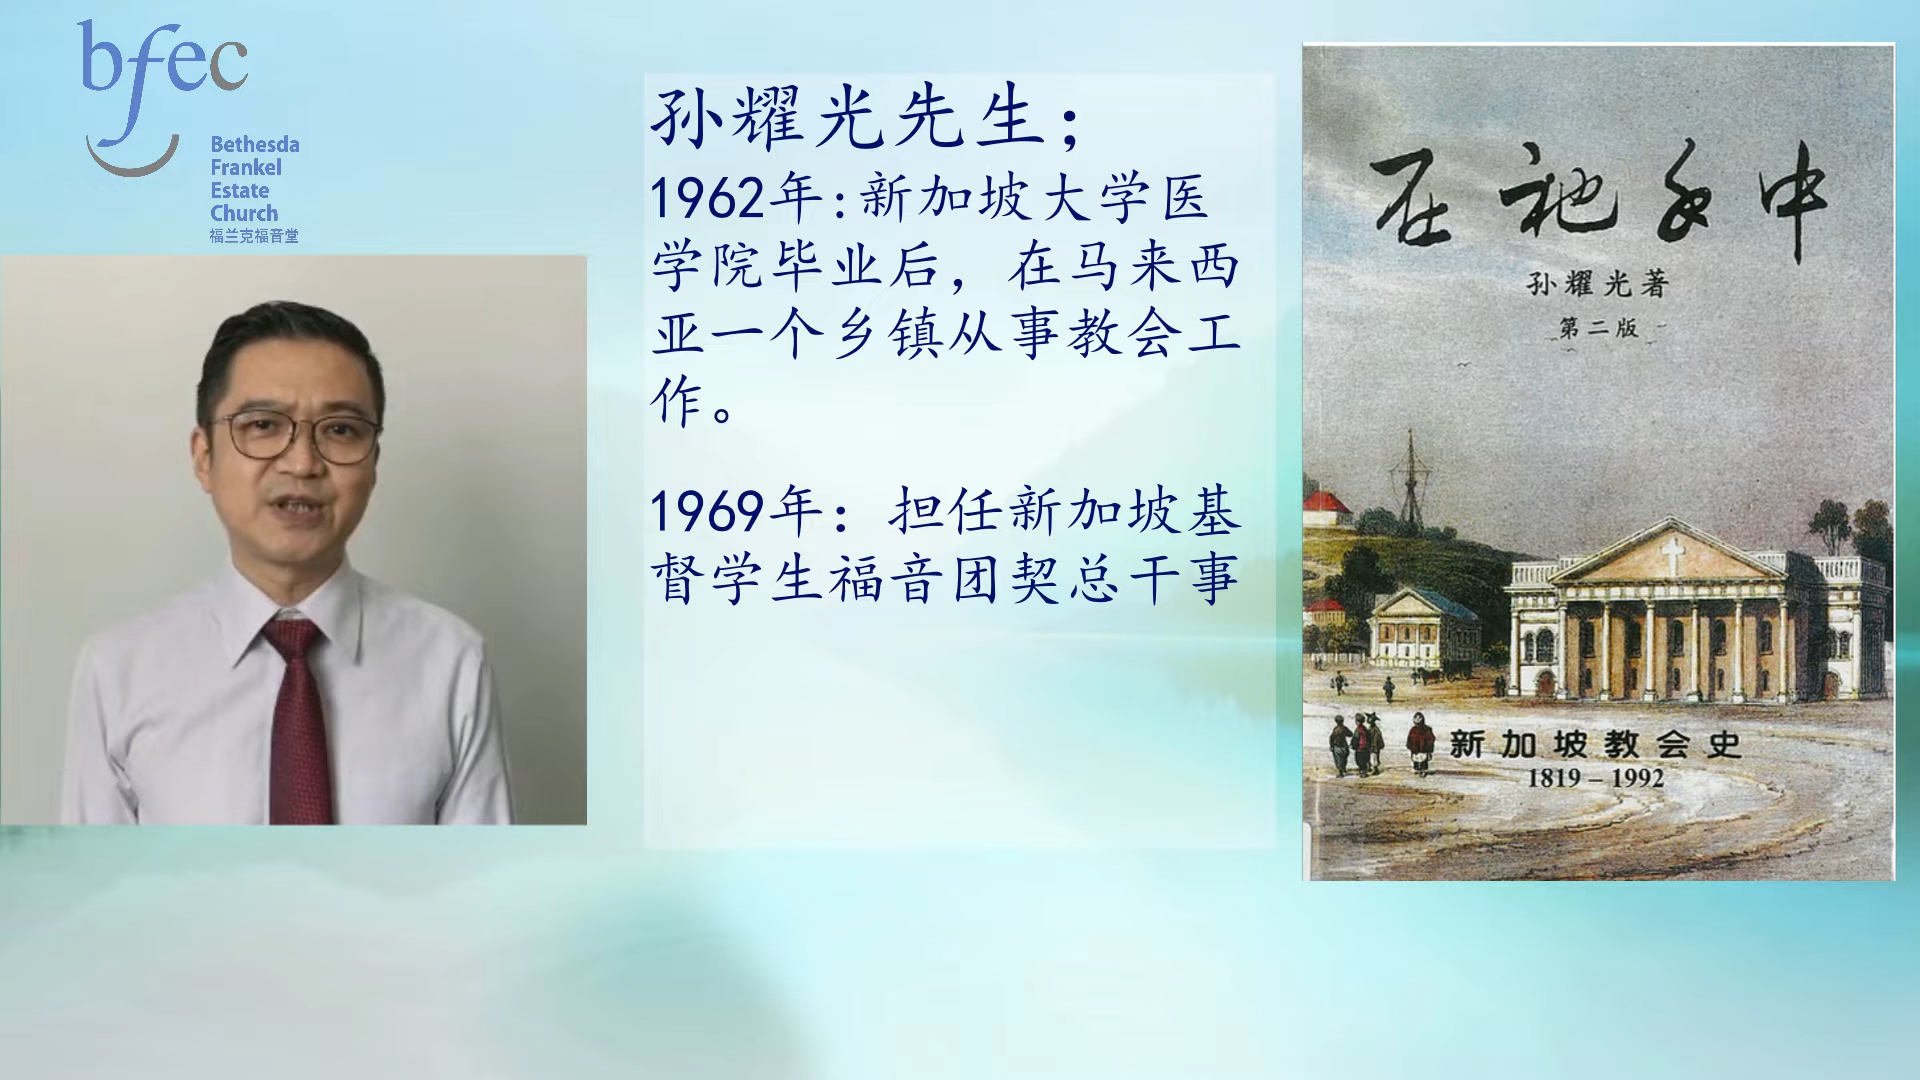 bfec
Bethesda
Frankel
Estate
Church
福兰克福音堂
孙耀光先生；
1962年:新加坡大学医
学院毕业后，在马来西
亚一个乡镇从事教会工
作。
1969年：担任新加坡基
督学生福音团契总干事
在祂手中
孙耀光著
第二版
新加坡教会史
1819 – 1992